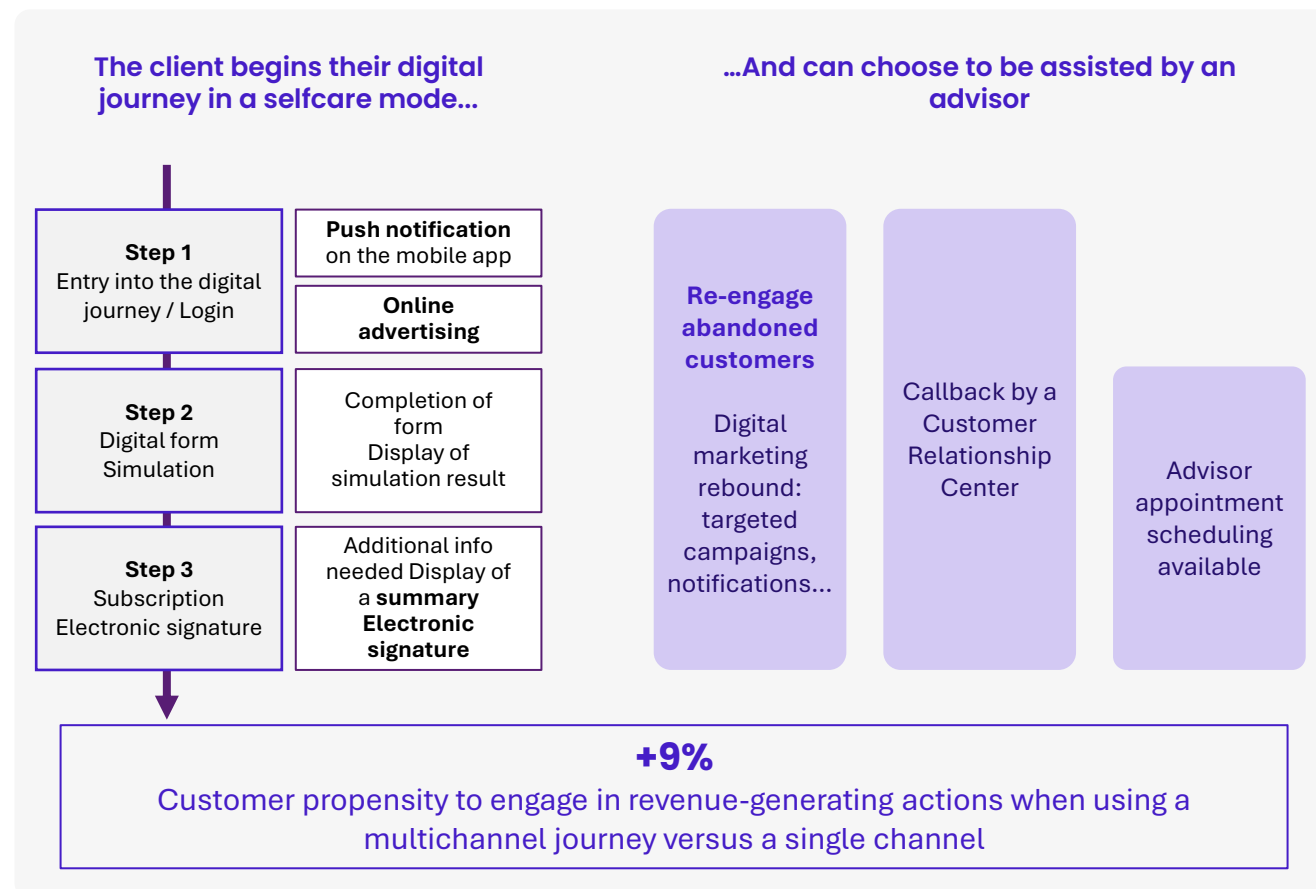 The client begins their digital
journey in a selfcare mode...
...And can choose to be assisted by an
advisor
Step 1
Entry into the digital
journey / Login
Push notification
on the mobile app
Online
advertising
Step 2
Digital form
Simulation
Completion of
form
Display of
simulation result
Step 3
Subscription
Electronic signature
Additional info
needed Display of
a summary
Electronic
signature
Re-engage
abandoned
customers
Digital
marketing
rebound:
targeted
campaigns,
notifications...
Callback by a
Customer
Relationship
Center
Advisor
appointment
scheduling
available
+9%
Customer propensity to engage in revenue-generating actions when using a
multichannel journey versus a single channel